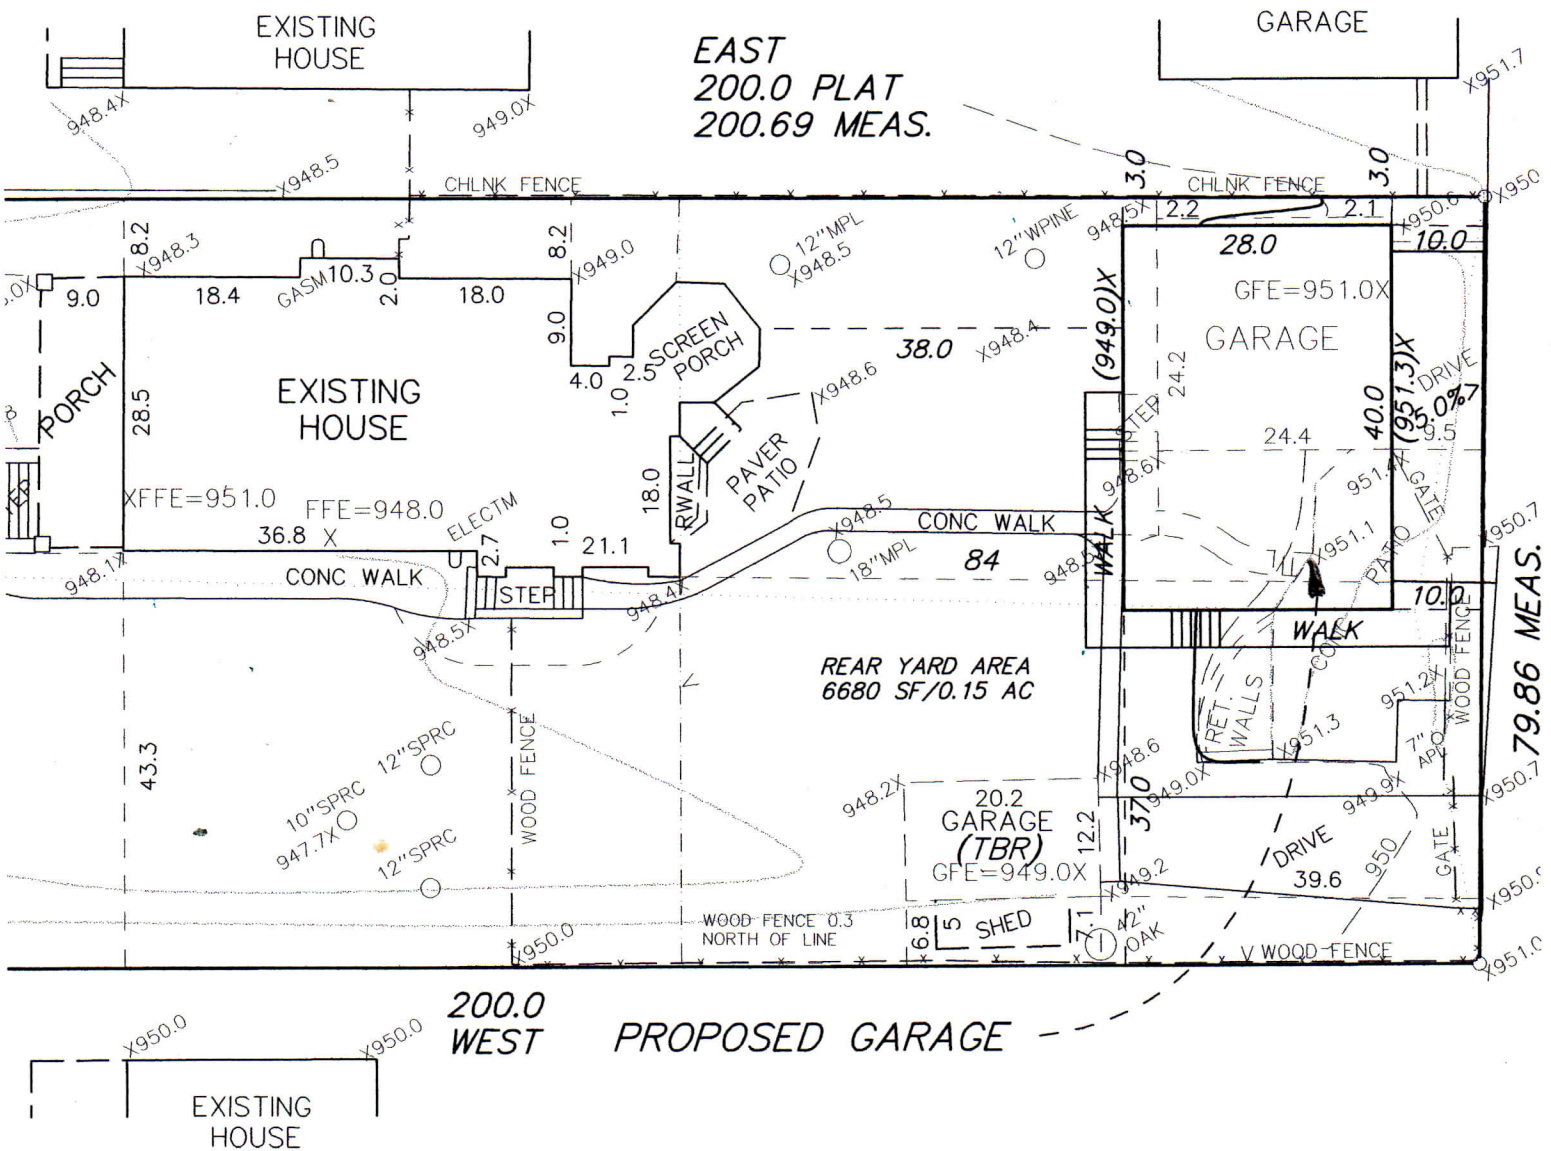 EXISTING
HOUSE
EAST
200.0 PLAT
200.69 MEAS.
GARAGE
X951.7
948.4X
949.0X
X948.5
CHLNK FENCE
3.0
CHLNK FENCE
3.0
X950
8.2
X948.3
8.2
X949.0
12"MPL
X948.5
12"WPINE
948.5X
2.2
2.1
X950.6
28.0
10.0
9.0
18.4
GASM
10.3
2.0
18.0
9.0
SCREEN
PORCH
4.0
2.5
1.0
38.0
X948.4
(949.0)X
GFE=951.0X
GARAGE
24.2
(951.3)X
DRIVE
5.0%
40.0
9.5
PORCH
28.5
EXISTING
HOUSE
X948.6
STEP
24.4
18.0
RWALL
PAVER
PATIO
948.6X
951.4X
GATE
XFFE=951.0
FFE=948.0
ELECTM
36.8 X
2.7
1.0
21.1
X948.5
CONC WALK
18"MPL
84
948.5X
WALK
X951.1
CONC PATIO
X950.7
948.1X
CONC WALK
STEP
948.4X
948.5X
10.0
WALK
WOOD FENCE
79.86 MEAS.
REAR YARD AREA
6680 SF/0.15 AC
RET.
WALLS
951.2X
X951.3
7"
APL
43.3
12"SPRC
WOOD FENCE
10"SPRC
947.7X
12"SPRC
948.2X
X948.6
20.2
GARAGE
(TBR)
GFE=949.0X
12.2
37.0
949.0X
949.9X
X950.7
DRIVE
950
GATE
39.6
X949.2
X950.9
WOOD FENCE 0.3
NORTH OF LINE
6.8
5
SHED
7.1
42"
OAK
X950.0
WOOD FENCE
X951.0
200.0
WEST
PROPOSED GARAGE
X950.0
X950.0
EXISTING
HOUSE